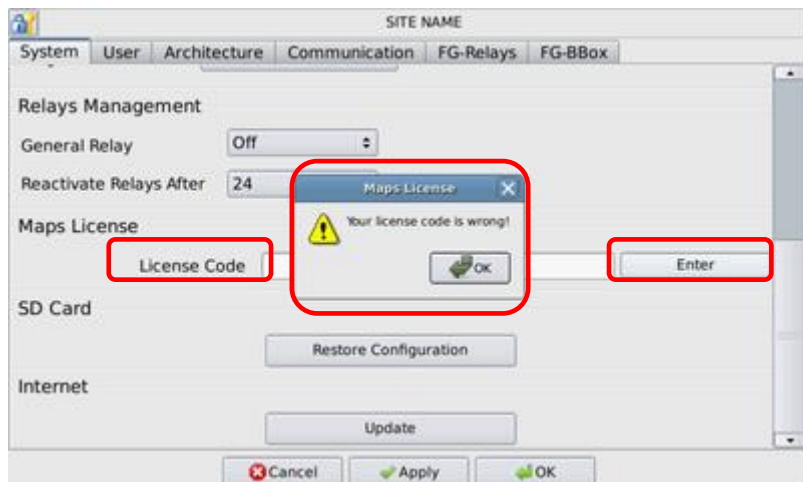 SITE NAME
System User Architecture Communication FG-Relays FG-BBox
Relays Management
General Relay Off
Reactivate Relays After 24
Maps License
Your license code is wrong!
OK
Maps License
License Code Enter
SD Card
Restore Configuration
Internet
Update
Cancel Apply OK